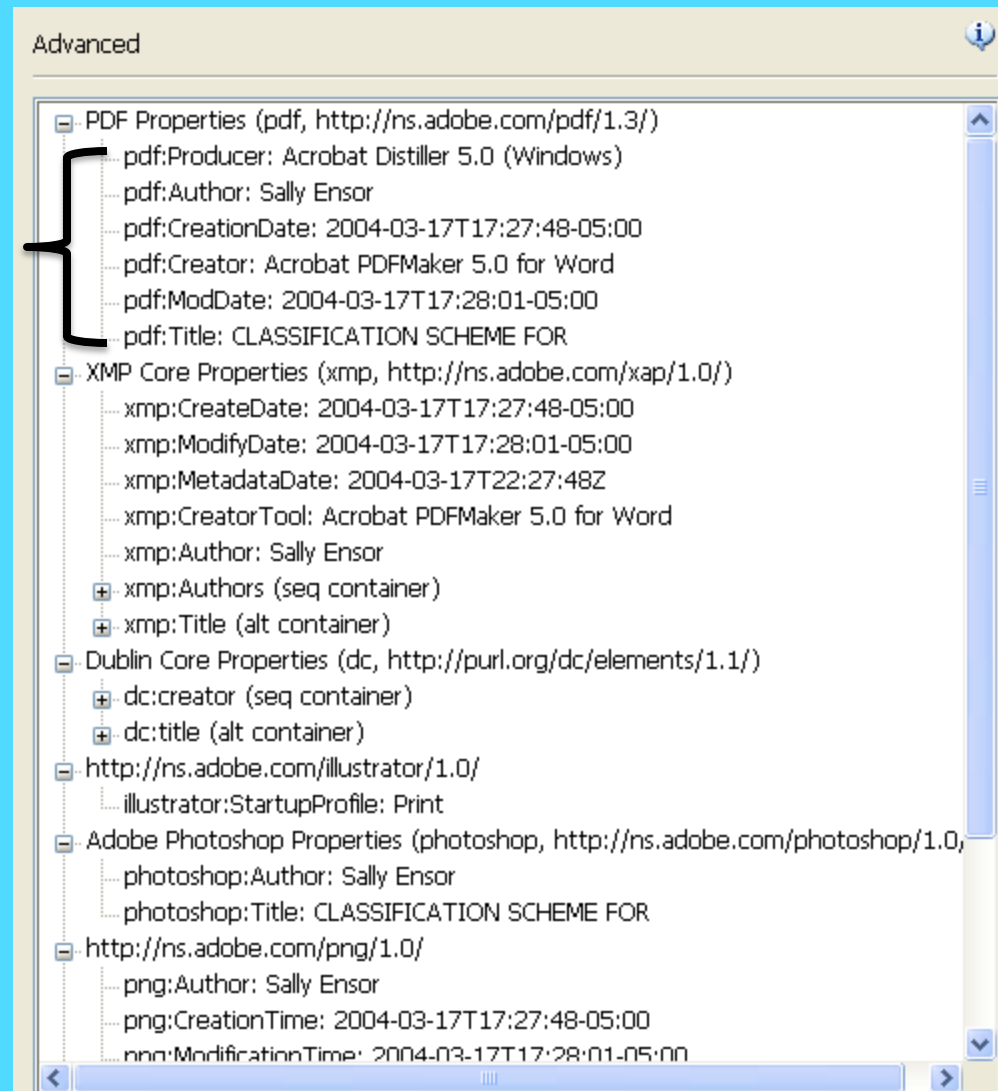 Advanced
PDF Properties (pdf, http://ns.adobe.com/pdf/1.3/)
pdf:Producer: Acrobat Distiller 5.0 (Windows)
pdf:Author: Sally Ensor
pdf:CreationDate: 2004-03-17T17:27:48-05:00
pdf:Creator: Acrobat PDFMaker 5.0 for Word
pdf:ModDate: 2004-03-17T17:28:01-05:00
pdf:Title: CLASSIFICATION SCHEME FOR
XMP Core Properties (xmp, http://ns.adobe.com/xap/1.0/)
xmp:CreateDate: 2004-03-17T17:27:48-05:00
xmp:ModifyDate: 2004-03-17T17:28:01-05:00
xmp:MetadataDate: 2004-03-17T22:27:48Z
xmp:CreatorTool: Acrobat PDFMaker 5.0 for Word
xmp:Author: Sally Ensor
xmp:Authors (seq container)
xmp:Title (alt container)
Dublin Core Properties (dc, http://purl.org/dc/elements/1.1/)
dc:creator (seq container)
dc:title (alt container)
http://ns.adobe.com/illustrator/1.0/
illustrator:StartupProfile: Print
Adobe Photoshop Properties (photoshop, http://ns.adobe.com/photoshop/1.0/
photoshop:Author: Sally Ensor
photoshop:Title: CLASSIFICATION SCHEME FOR
http://ns.adobe.com/png/1.0/
png:Author: Sally Ensor
png:CreationTime: 2004-03-17T17:27:48-05:00
png:ModificationTime: 2004-03-17T17:28:01-05:00